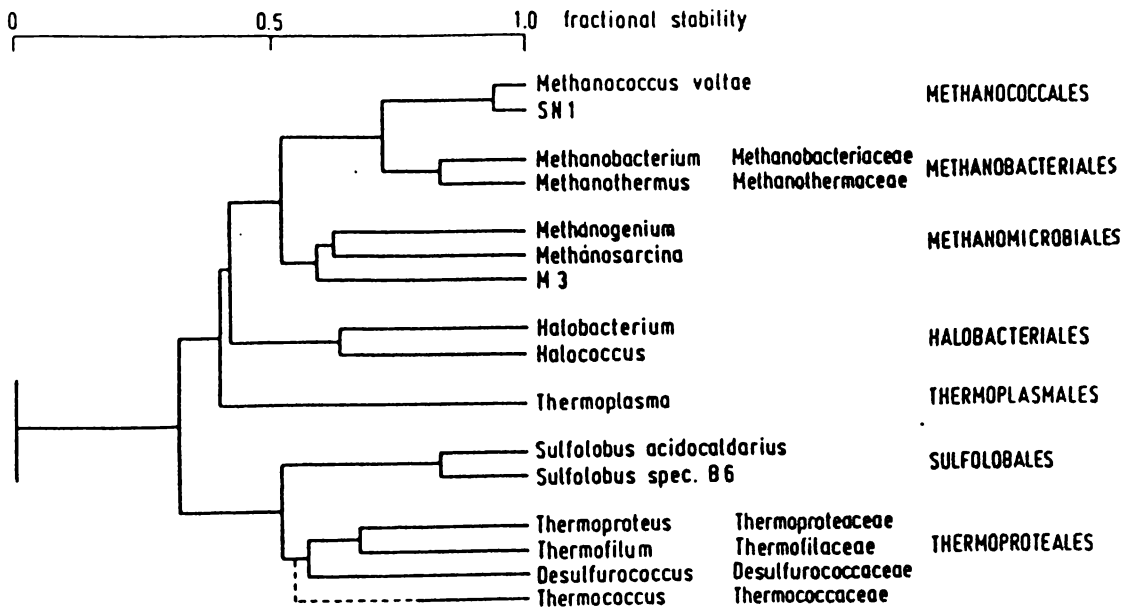 0 0.5 1.0 fractional stability
Methanococcus voltae METHANOCOCCALES
SN1
Methanobacterium Methanobacteriaceae METHANOBACTERIALES
Methanothermus Methanothermaceae
Methanogenium METHANOMICROBIALES
Methanosarcina
M3
Halobacterium HALOBACTERIALES
Halococcus
Thermoplasma THERMOPLASMALES
Sulfolobus acidocaldarius SULFOLOBALES
Sulfolobus spec. B6
Thermoproteus Thermoproteaceae THERMOPROTEALES
Thermofilum Thermofilaceae
Desulfurococcus Desulfurococcaceae
Thermococcus Thermococcaceae